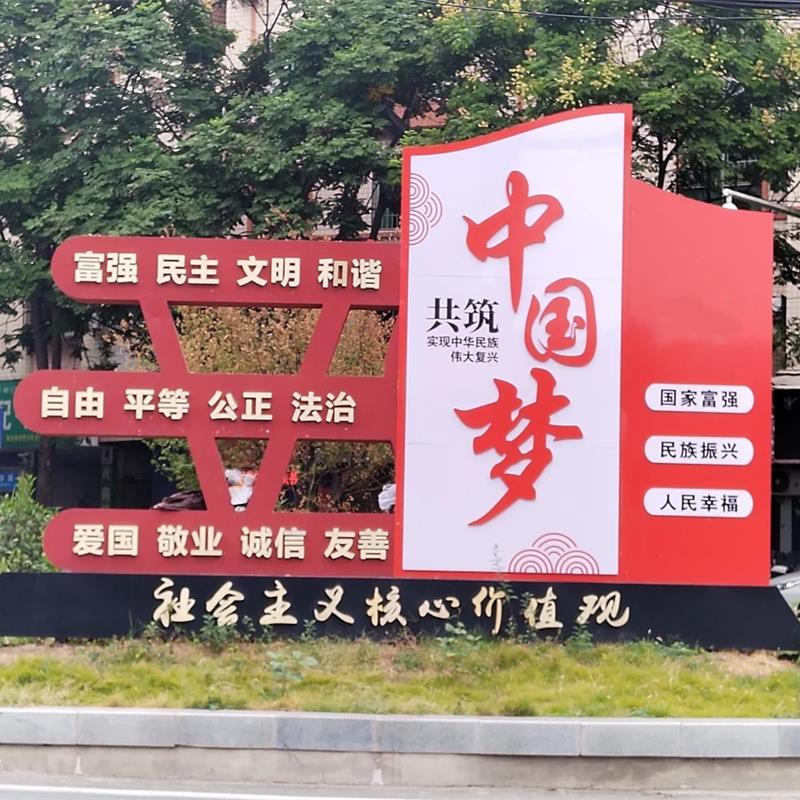 富强 民主 文明 和谐
自由 平等 公正 法治
爱国 敬业 诚信 友善
共筑
中国梦
实现中华民族
伟大复兴
国家富强
民族振兴
人民幸福
社会主义核心价值观